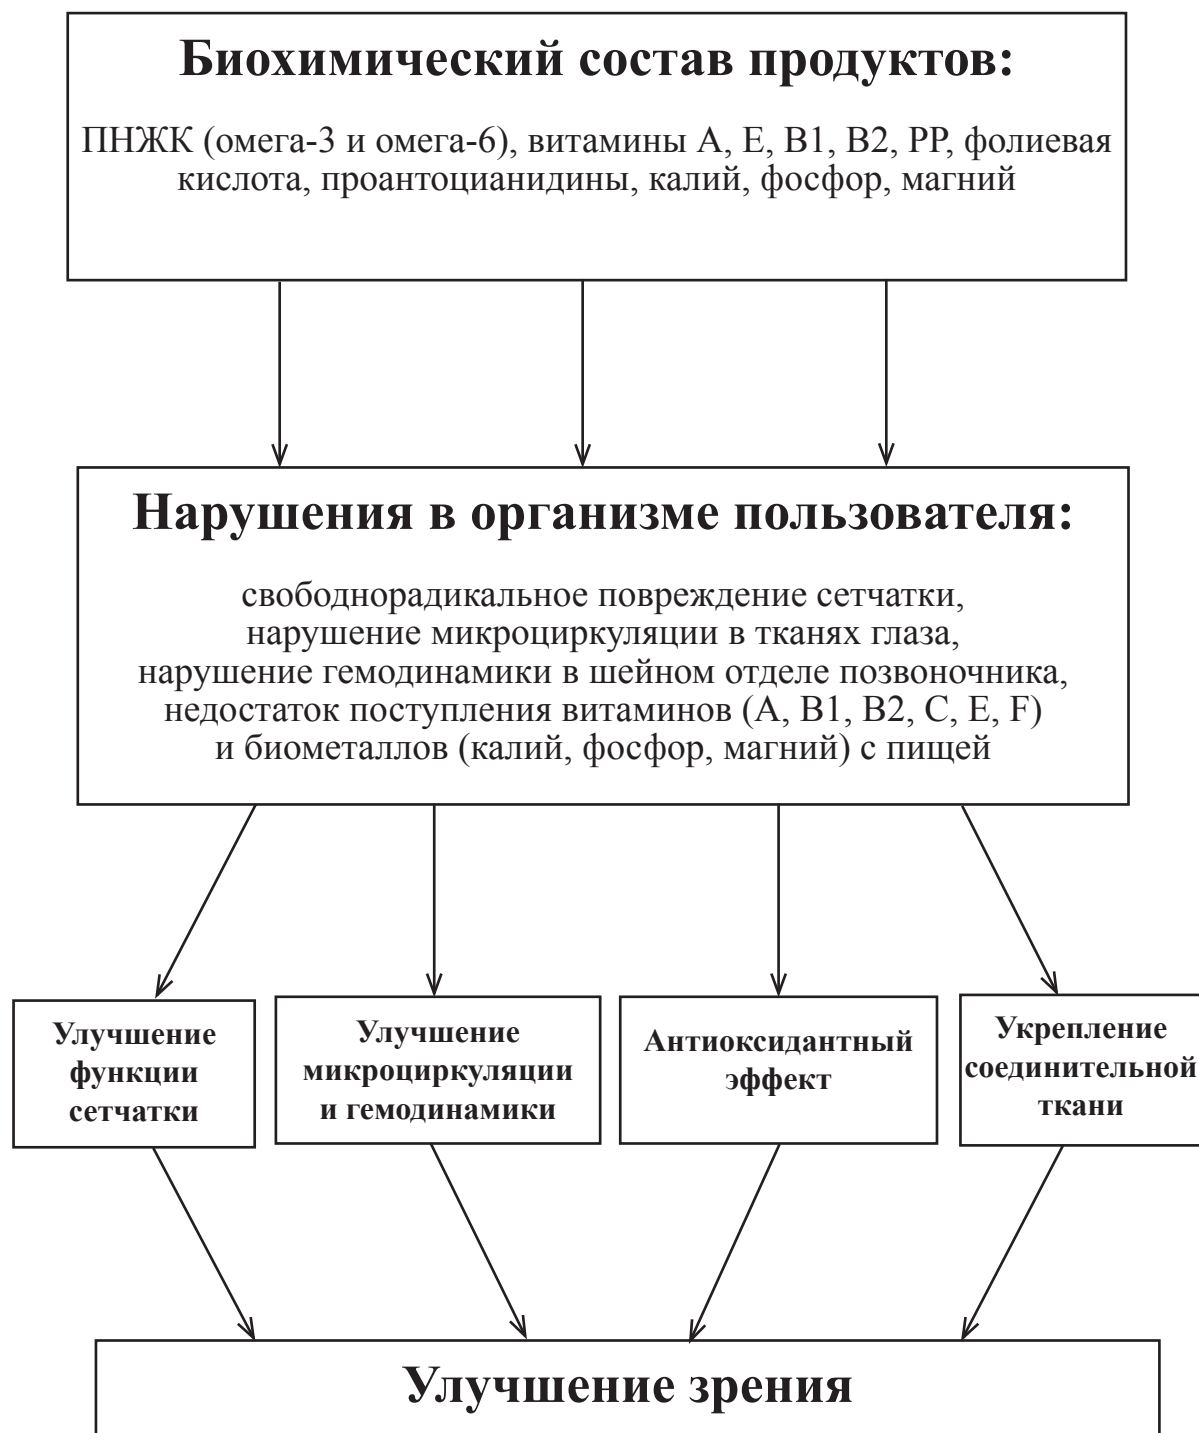 Биохимический состав продуктов:
ПНЖК (омега-3 и омега-6), витамины А, Е, В1, В2, РР, фолиевая
кислота, проантоцианидины, калий, фосфор, магний
Нарушения в организме пользователя:
свободнорадикальное повреждение сетчатки,
нарушение микроциркуляции в тканях глаза,
нарушение гемодинамики в шейном отделе позвоночника,
недостаток поступления витаминов (А, В1, В2, С, Е, F)
и биометаллов (калий, фосфор, магний) с пищей
Улучшение
функции
сетчатки
Улучшение
микроциркуляции
и гемодинамики
Антиоксидантный
эффект
Укрепление
соединительной
ткани
Улучшение зрения